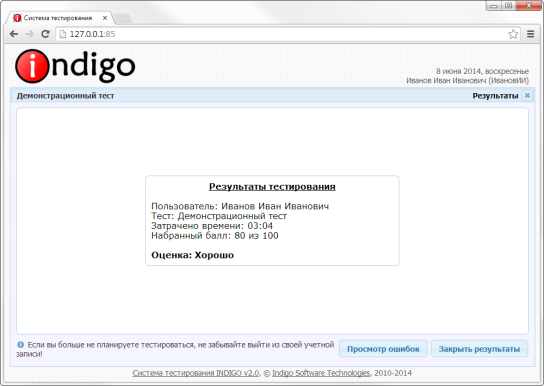 Система тестирования
127.0.0.1:85
indigo
8 июня 2014, воскресенье
Иванов Иван Иванович (ИвановИИ)
Демонстрационный тест
Результаты
Результаты тестирования
Пользователь: Иванов Иван Иванович
Тест: Демонстрационный тест
Затрачено времени: 03:04
Набранный балл: 80 из 100
Оценка: Хорошо
Если вы больше не планируете тестироваться, не забывайте выйти из своей учетной
записи!
Просмотр ошибок
Закрыть результаты
Система тестирования INDIGO v2.0, © Indigo Software Technologies, 2010-2014